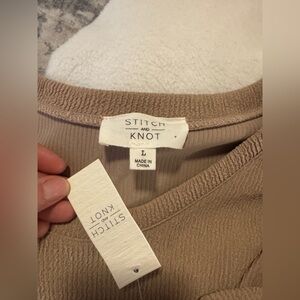 STITCH
AND
KNOT
L
MADE IN
CHINA
STITCH
AND
KNOT